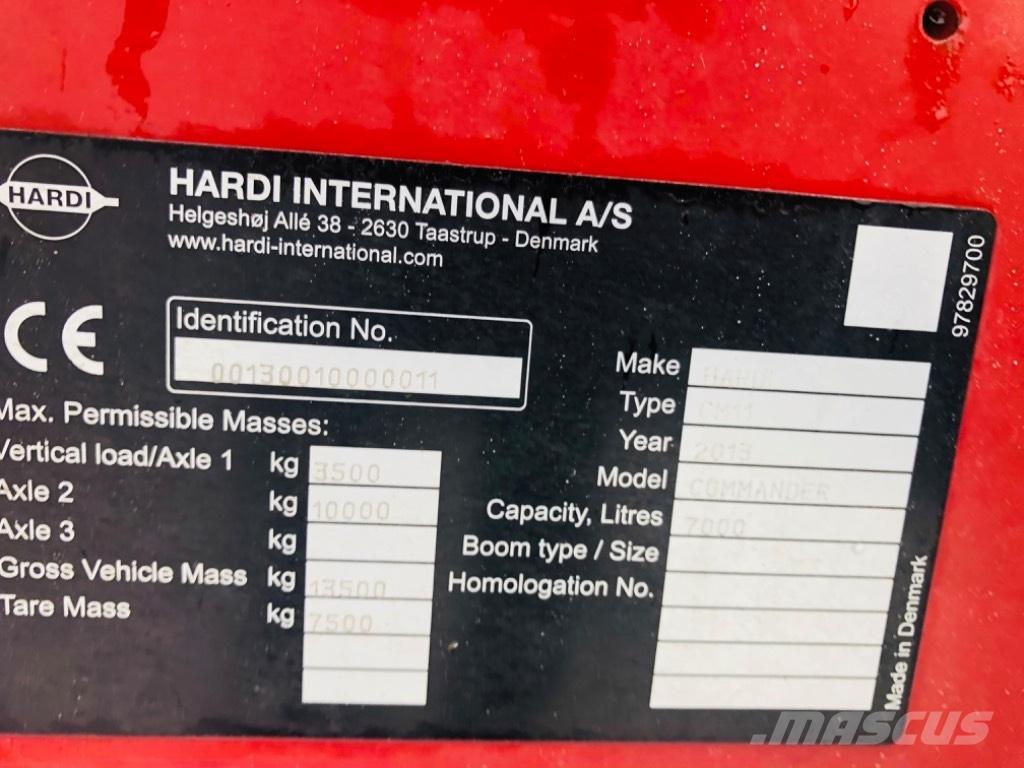 HARDI
HARDI INTERNATIONAL A/S
Helgeshøj Allé 38 - 2630 Taastrup - Denmark
www.hardi-international.com
97829700
CE
Identification No.
00130010000011
Max. Permissible Masses:
Vertical load/Axle 1 kg 3500
Axle 2 kg 10000
Axle 3 kg
Gross Vehicle Mass kg 13500
Tare Mass kg 7500
Make HARDI
Type CM11
Year 2013
Model COMMANDER
Capacity, Litres 7000
Boom type / Size
Homologation No.
Made in Denmark
MASCUS